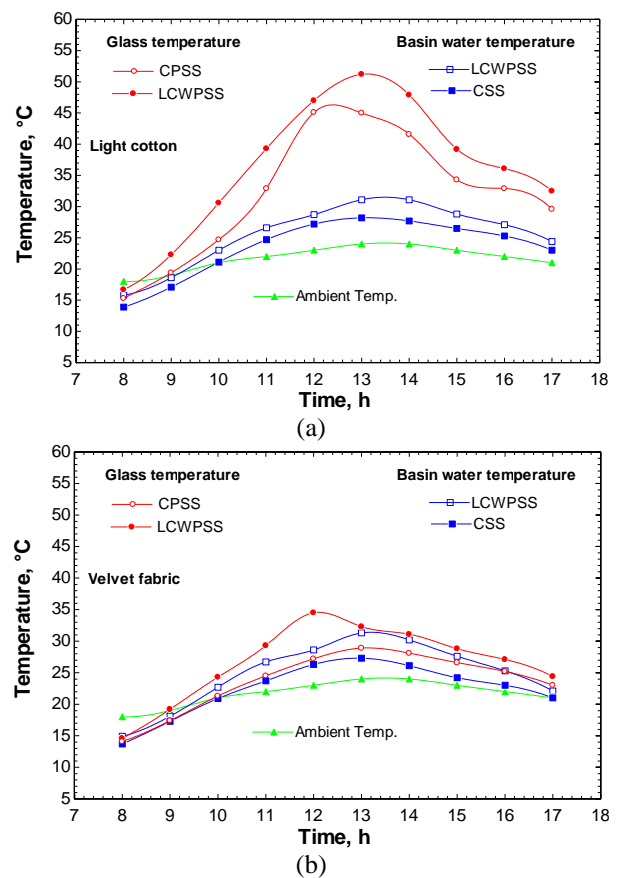 60
55
50
45
40
35
30
25
20
15
10
5
Temperature, °C
Glass temperature
CPSS
LCWPSS
Basin water temperature
LCWPSS
CSS
Light cotton
Ambient Temp.
7 8 9 10 11 12 13 14 15 16 17 18
Time, h
(a)
60
55
50
45
40
35
30
25
20
15
10
5
Temperature, °C
Glass temperature
CPSS
LCWPSS
Basin water temperature
LCWPSS
CSS
Velvet fabric
Ambient Temp.
7 8 9 10 11 12 13 14 15 16 17 18
Time, h
(b)